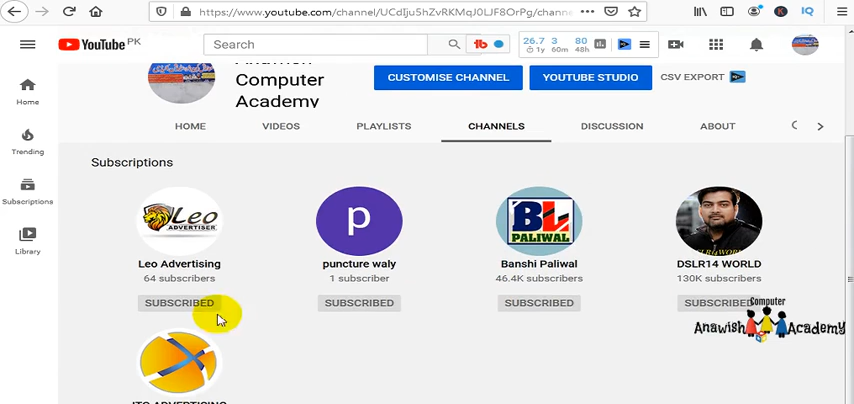 https://www.youtube.com/channel/UCdIju5hZvRKMqJ0LJF8OrPg/channe
IQ
YouTube PK
Search
26.7 3 80
1y 60m 48h
Computer
Academy
CUSTOMISE CHANNEL
YOUTUBE STUDIO
CSV EXPORT
HOME
VIDEOS
PLAYLISTS
CHANNELS
DISCUSSION
ABOUT
Home
Trending
Subscriptions
Library
Subscriptions
Leo
ADVERTISER
p
BL
PALIWAL
Leo Advertising
puncture waly
Banshi Paliwal
DSLR14 WORLD
64 subscribers
1 subscriber
46.4K subscribers
130K subscribers
SUBSCRIBED
SUBSCRIBED
SUBSCRIBED
SUBSCRIBED
Computer
Anawish Academy